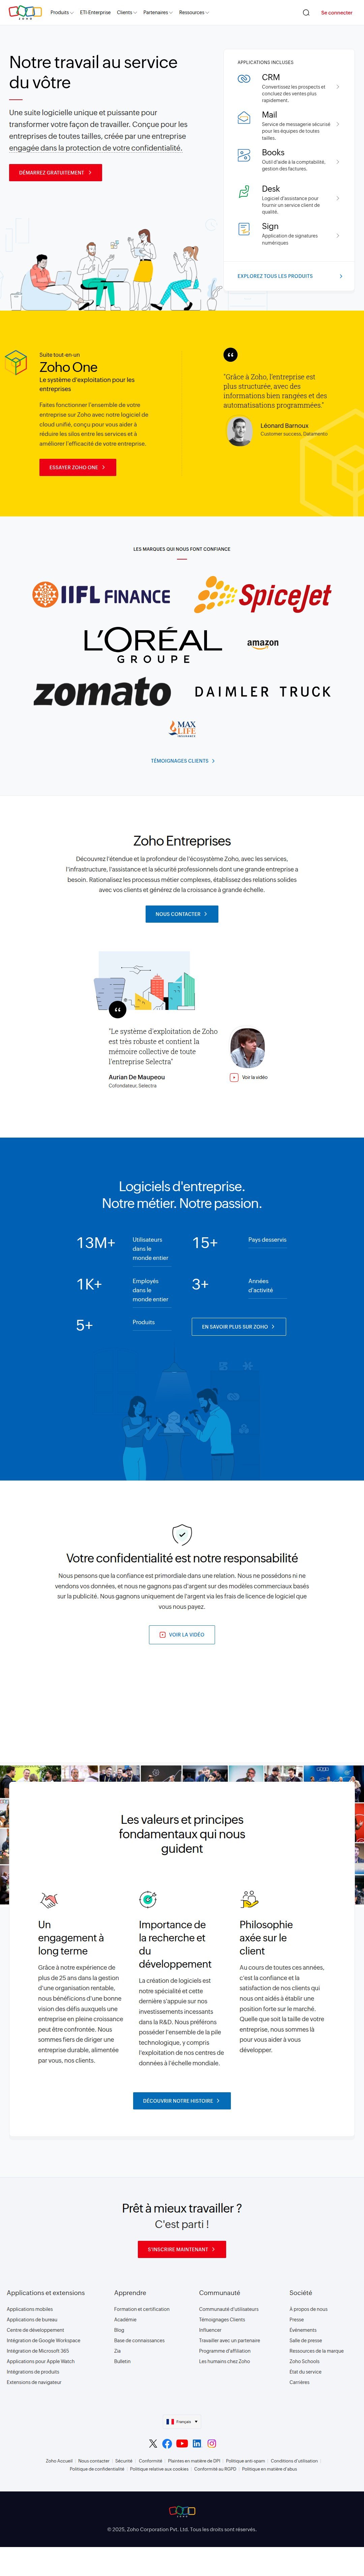 Produits
ETI-Enterprise
Clients
Partenaires
Ressources
Se connecter
Notre travail au service
du vôtre
Une suite logicielle unique et puissante pour
transformer votre façon de travailler. Conçue pour les
entreprises de toutes tailles, créée par une entreprise
engagée dans la protection de votre confidentialité.
DÉMARREZ GRATUITEMENT
APPLICATIONS INCLUSES
CRM
Convertissez les prospects et
concluez des ventes plus
rapidement.
Mail
Service de messagerie sécurisé
pour les équipes de toutes
tailles.
Books
Outil d'aide à la comptabilité,
gestion des factures.
Desk
Logiciel d'assistance pour
fournir un service client de
qualité.
Sign
Application de signatures
numériques
EXPLOREZ TOUS LES PRODUITS
Suite tout-en-un
Zoho One
Le système d'exploitation pour les
entreprises
Faites fonctionner l'ensemble de votre
entreprise sur Zoho avec notre logiciel de
cloud unifié, conçu pour vous aider à
réduire les silos entre les services et à
améliorer l'efficacité de votre entreprise.
ESSAYER ZOHO ONE
"Grâce à Zoho, l'entreprise est
plus structurée, avec des
informations bien rangées et des
automatisations programmées."
Léonard Barnoux
Customer success, Datamento
LES MARQUES QUI NOUS FONT CONFIANCE
IIFL FINANCE
SpiceJet
L'ORÉAL
GROUPE
amazon
zomato
DAIMLER TRUCK
MAX
LIFE
INSURANCE
TÉMOIGNAGES CLIENTS
Zoho Entreprises
Découvrez l'étendue et la profondeur de l'écosystème Zoho, avec les services,
l'infrastructure, l'assistance et la sécurité professionnels dont une grande entreprise a
besoin. Rationalisez les processus métier complexes, établissez des relations solides
avec vos clients et générez de la croissance à grande échelle.
NOUS CONTACTER
"Le système d'exploitation de Zoho
est très robuste et contient la
mémoire collective de toute
l'entreprise Selectra"
Aurian De Maupeou
Cofondateur, Selectra
Voir la vidéo
Logiciels d'entreprise.
Notre métier. Notre passion.
13M+
Utilisateurs
dans le
monde entier
15+
Pays desservis
1K+
Employés
dans le
monde entier
3+
Années
d'activité
5+
Produits
EN SAVOIR PLUS SUR ZOHO
Votre confidentialité est notre responsabilité
Nous pensons que la confiance est primordiale dans une relation. Nous ne possédons ni ne
vendons vos données, et nous ne gagnons pas d'argent sur des modèles commerciaux basés
sur la publicité. Nous gagnons uniquement de l'argent via les frais de licence de logiciel que
vous nous payez.
VOIR LA VIDÉO
Les valeurs et principes
fondamentaux qui nous
guident
Un
engagement à
long terme
Grâce à notre expérience de
plus de 25 ans dans la gestion
d'une organisation rentable,
nous bénéficions d'une bonne
vision des défis auxquels une
entreprise en pleine croissance
peut être confrontée. Nous
sommes fiers de diriger une
entreprise durable, alimentée
par vous, nos clients.
Importance de
la recherche et
du
développement
La création de logiciels est
notre spécialité et cette
dernière s'appuie sur nos
investissements incessants
dans la R&D. Nous préférons
posséder l'ensemble de la pile
technologique, y compris
l'exploitation de nos centres de
données à l'échelle mondiale.
Philosophie
axée sur le
client
Au cours de toutes ces années,
c'est la confiance et la
satisfaction de nos clients qui
nous ont aidés à établir une
position forte sur le marché.
Quelle que soit la taille de votre
entreprise, nous sommes là
pour vous aider à vous
développer.
DÉCOUVRIR NOTRE HISTOIRE
Prêt à mieux travailler ?
C'est parti !
S'INSCRIRE MAINTENANT
Applications et extensions
Applications mobiles
Applications de bureau
Centre de développement
Intégration de Google Workspace
Intégration de Microsoft 365
Applications pour Apple Watch
Intégrations de produits
Extensions de navigateur
Apprendre
Formation et certification
Académie
Blog
Base de connaissances
Zia
Bulletin
Communauté
Communauté d'utilisateurs
Témoignages Clients
Influencer
Travailler avec un partenaire
Programme d'affiliation
Les humains chez Zoho
Société
À propos de nous
Presse
Événements
Salle de presse
Ressources de la marque
Zoho Schools
Etat du service
Carrières
Français
Zoho Accueil
Nous contacter
Sécurité
Conformité
Plaintes en matière de DPI
Politique anti-spam
Conditions d'utilisation
Politique de confidentialité
Politique relative aux cookies
Conformité au RGPD
Politique en matière d'abus
ZOHO
© 2025, Zoho Corporation Pvt. Ltd. Tous les droits sont réservés.